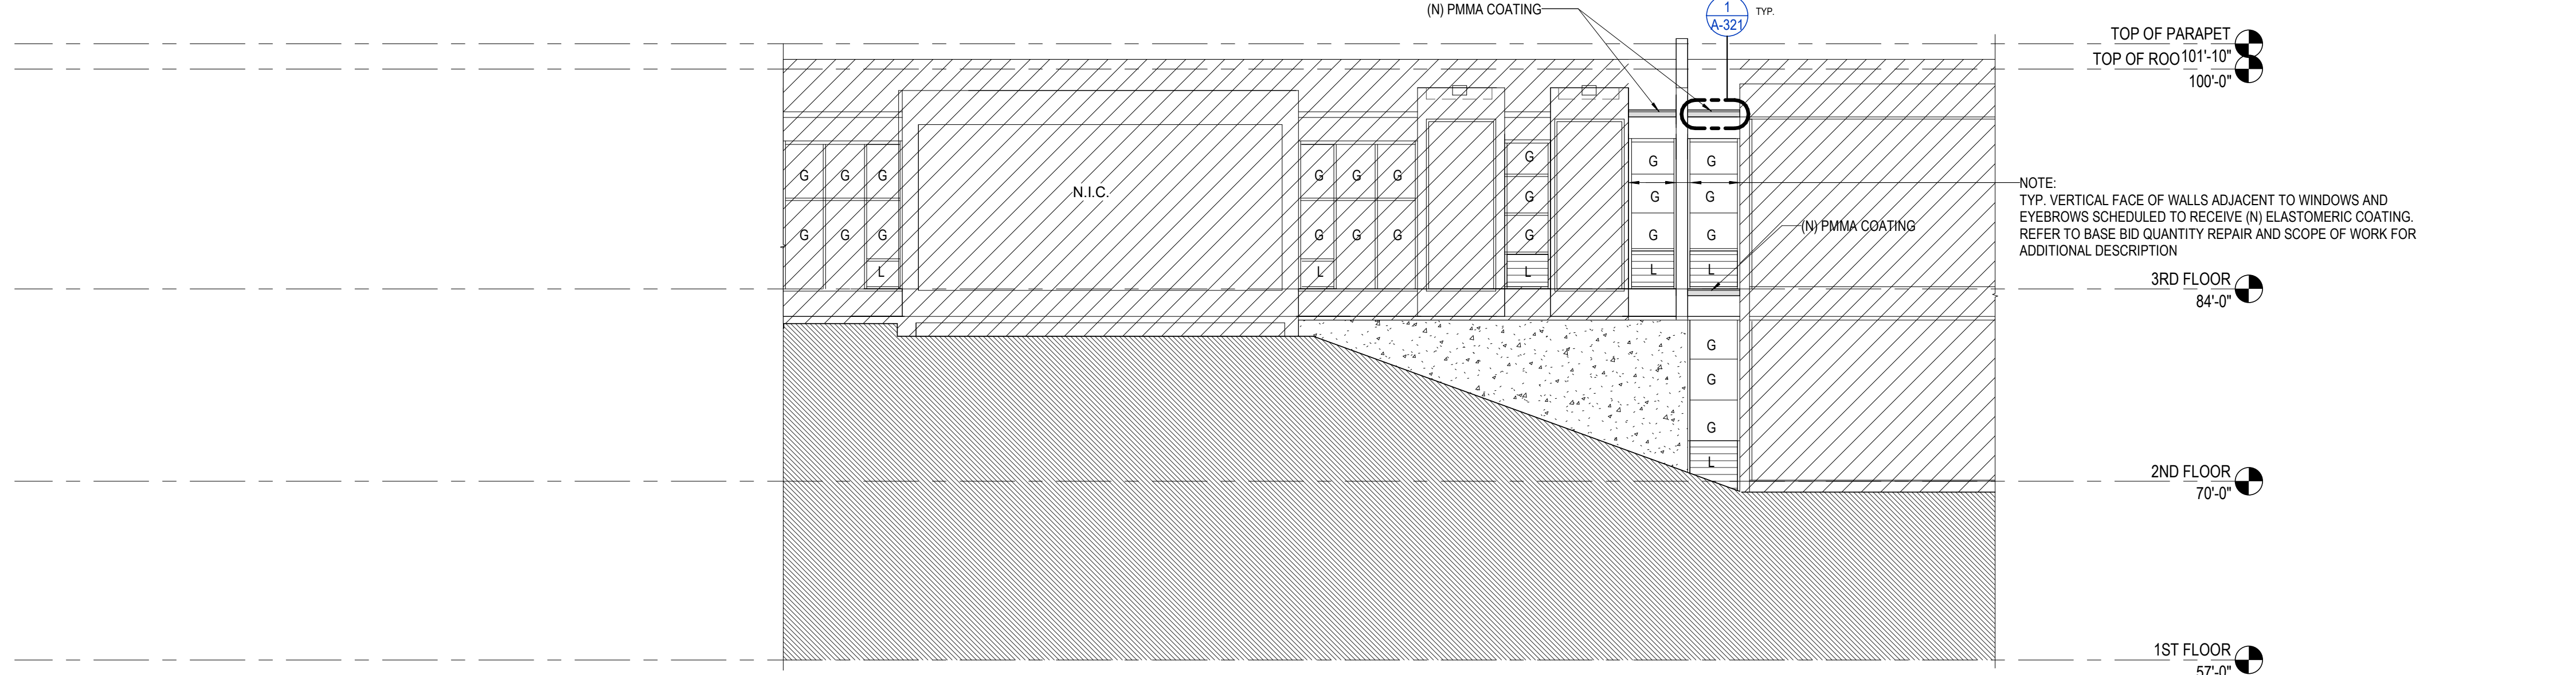 (N) PMMA COATING
1
A-321
TYP.
TOP OF PARAPET
101'-10"
TOP OF ROO
100'-0"
G
G
G
G
G
G
L
N.I.C.
G
G
G
G
G
G
L
G
G
G
L
G
G
G
L
G
G
G
L
(N) PMMA COATING
NOTE:
TYP. VERTICAL FACE OF WALLS ADJACENT TO WINDOWS AND
EYEBROWS SCHEDULED TO RECEIVE (N) ELASTOMERIC COATING.
REFER TO BASE BID QUANTITY REPAIR AND SCOPE OF WORK FOR
ADDITIONAL DESCRIPTION
3RD FLOOR
84'-0"
G
G
G
L
2ND FLOOR
70'-0"
1ST FLOOR
57'-0"